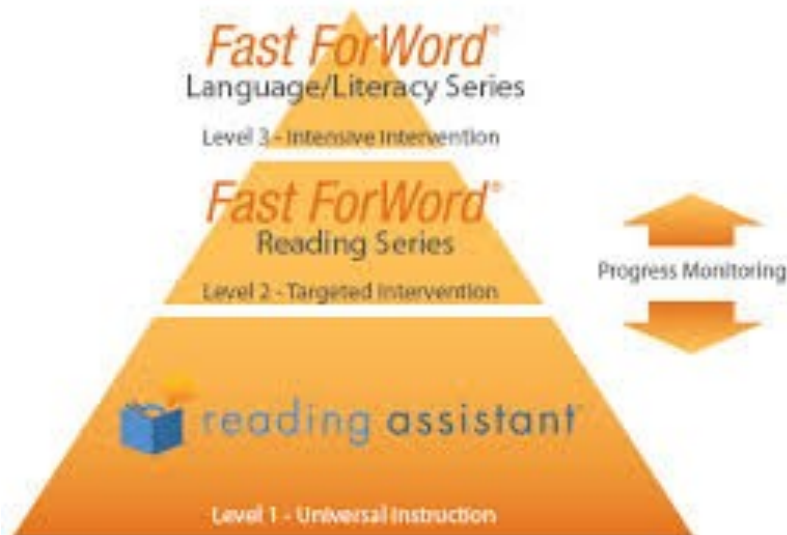 Fast ForWord®
Language/Literacy Series
Level 3 - Intensive Intervention
Fast ForWord®
Reading Series
Level 2 - Targeted Intervention
Progress Monitoring
reading assistant
Level 1 - Universal Instruction